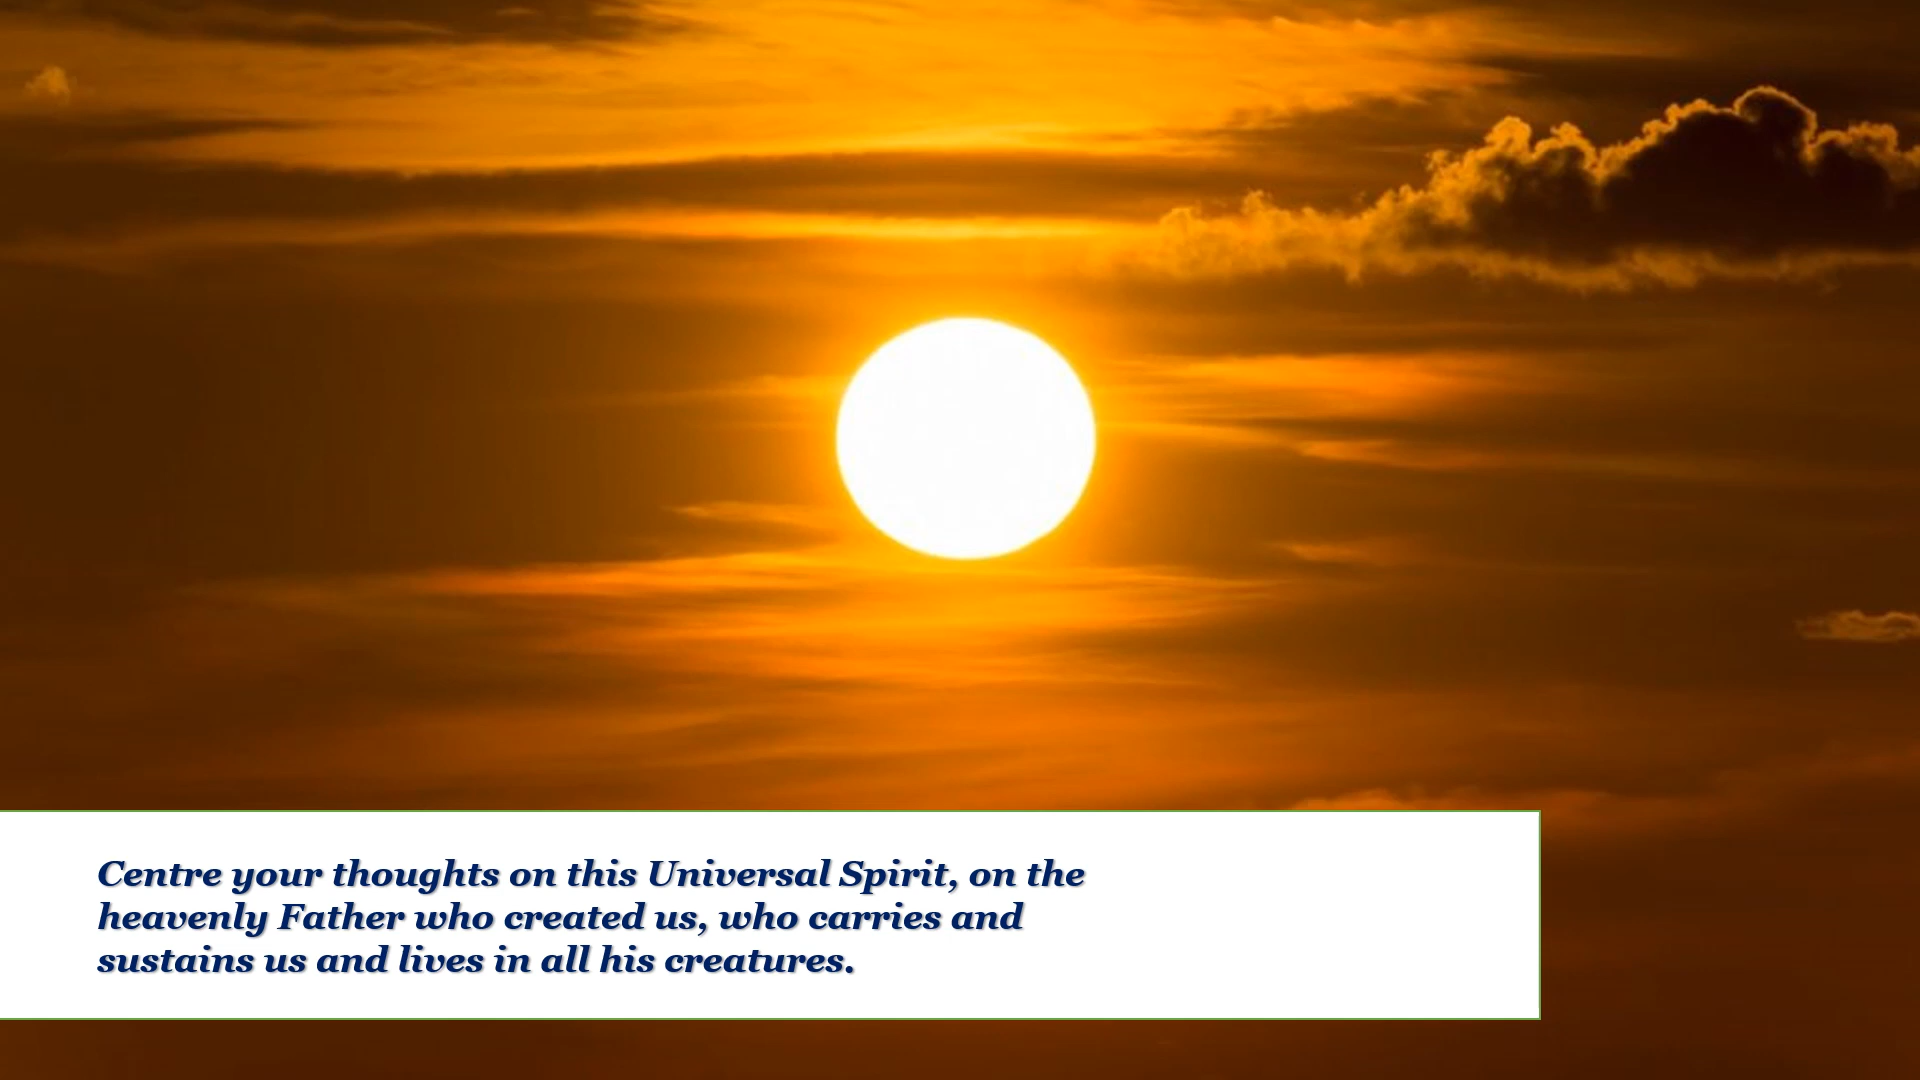 Centre your thoughts on this Universal Spirit, on the
heavenly Father who created us, who carries and
sustains us and lives in all his creatures.